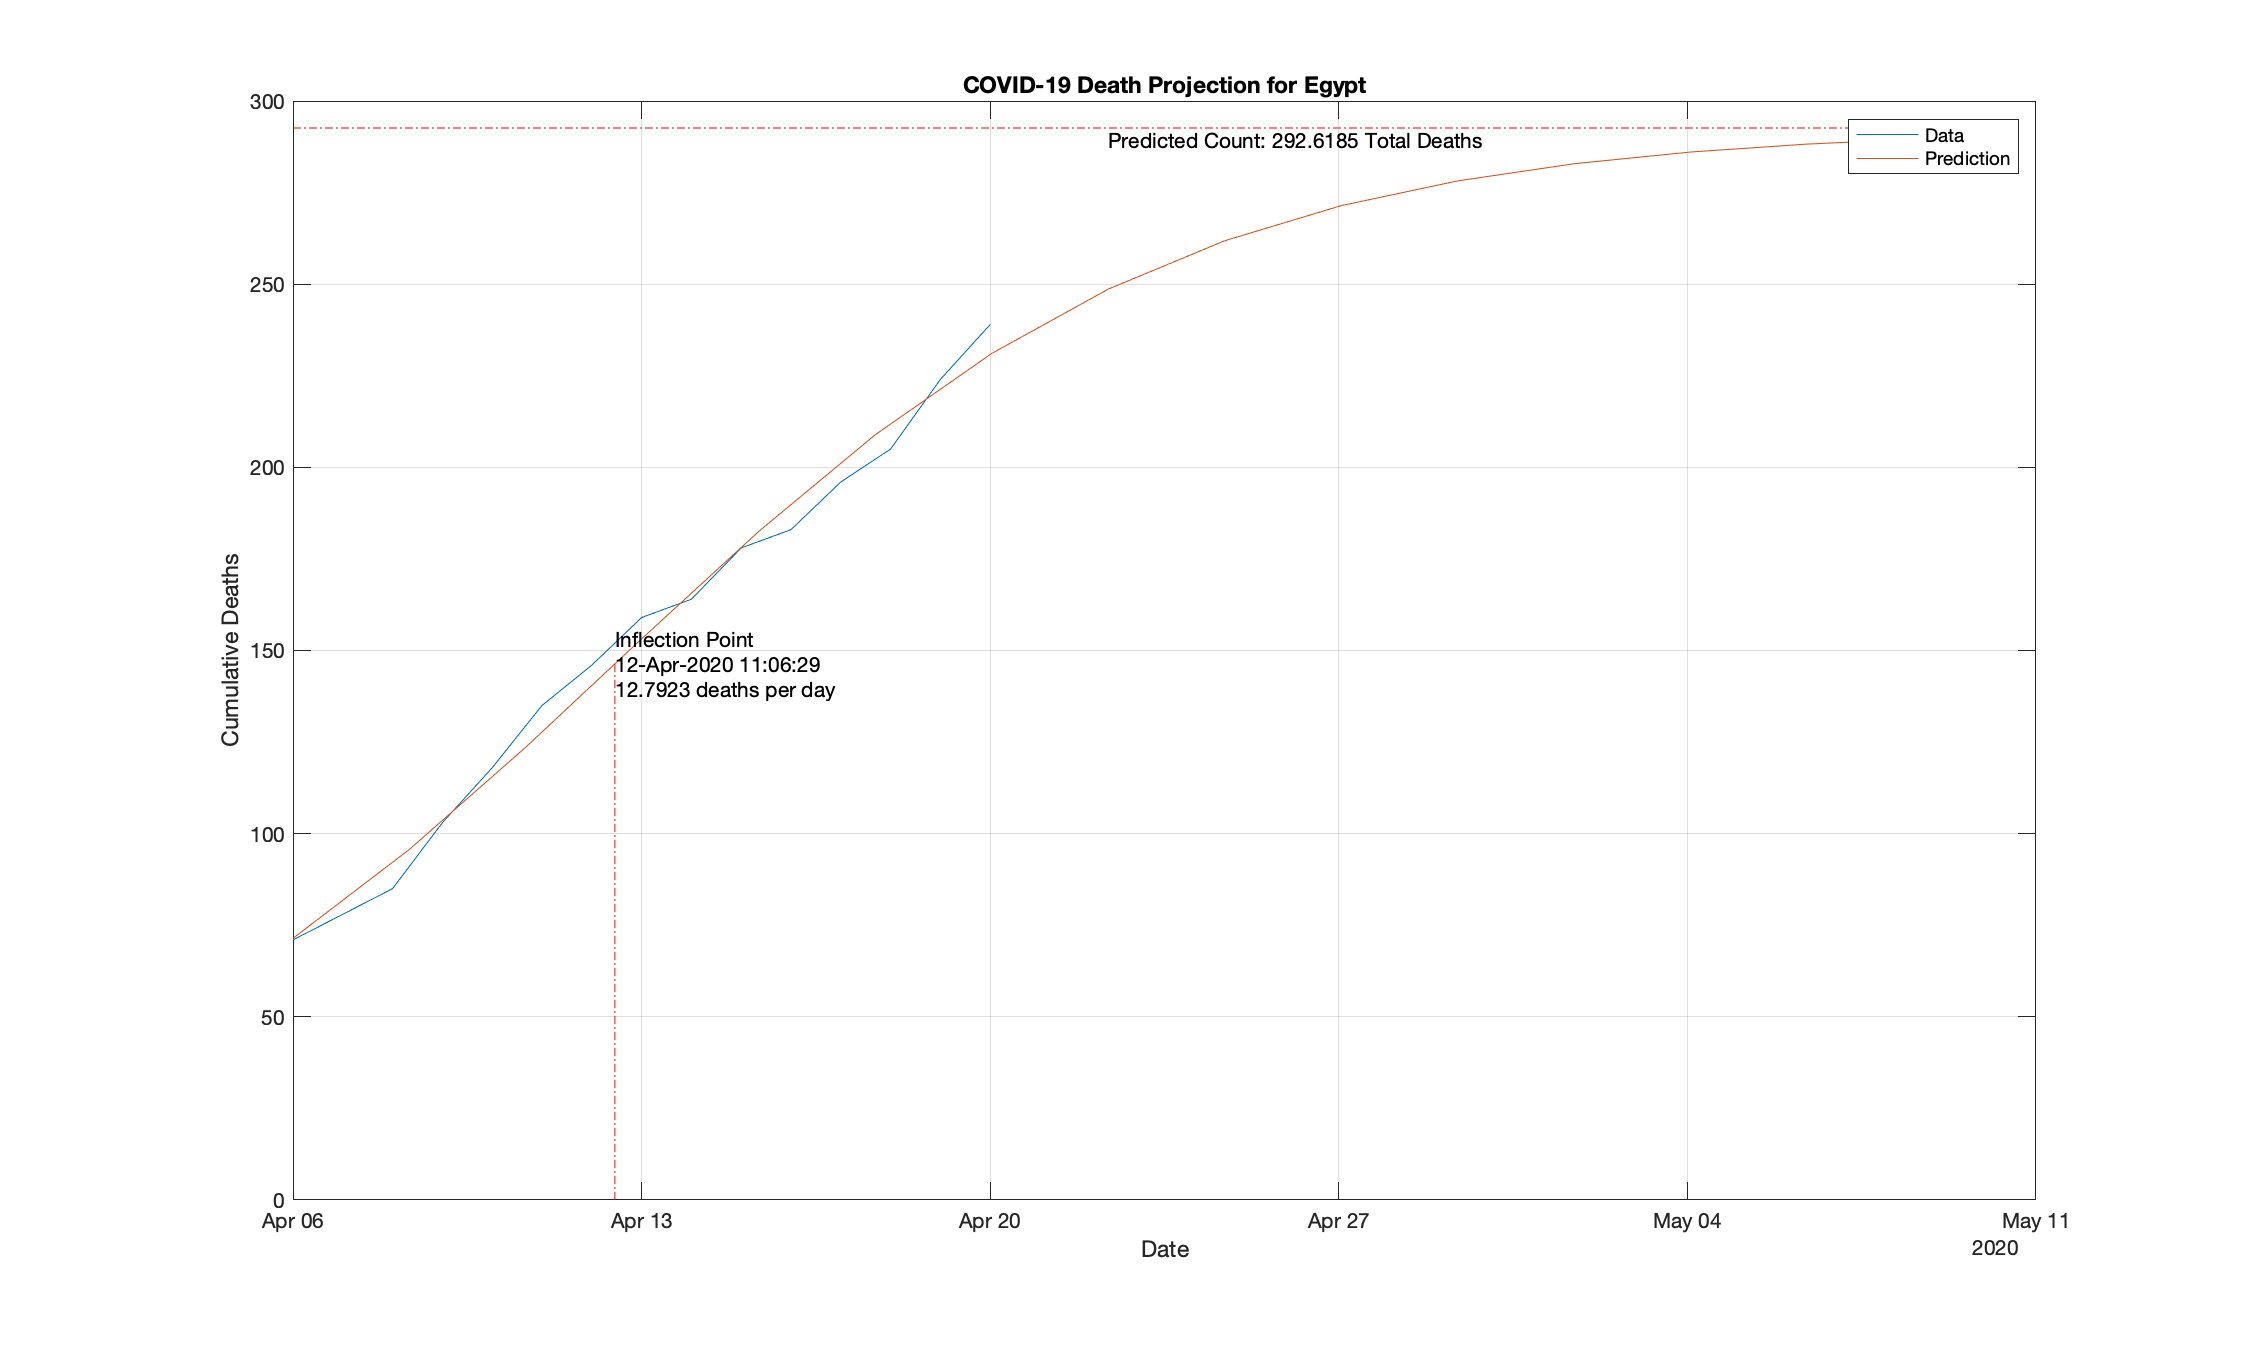 COVID-19 Death Projection for Egypt
300
Predicted Count: 292.6185 Total Deaths
Data
Prediction
250
200
150
100
50
0
Cumulative Deaths
Inflection Point
12-Apr-2020 11:06:29
12.7923 deaths per day
Apr 06
Apr 13
Apr 20
Apr 27
May 04
May 11
Date
2020